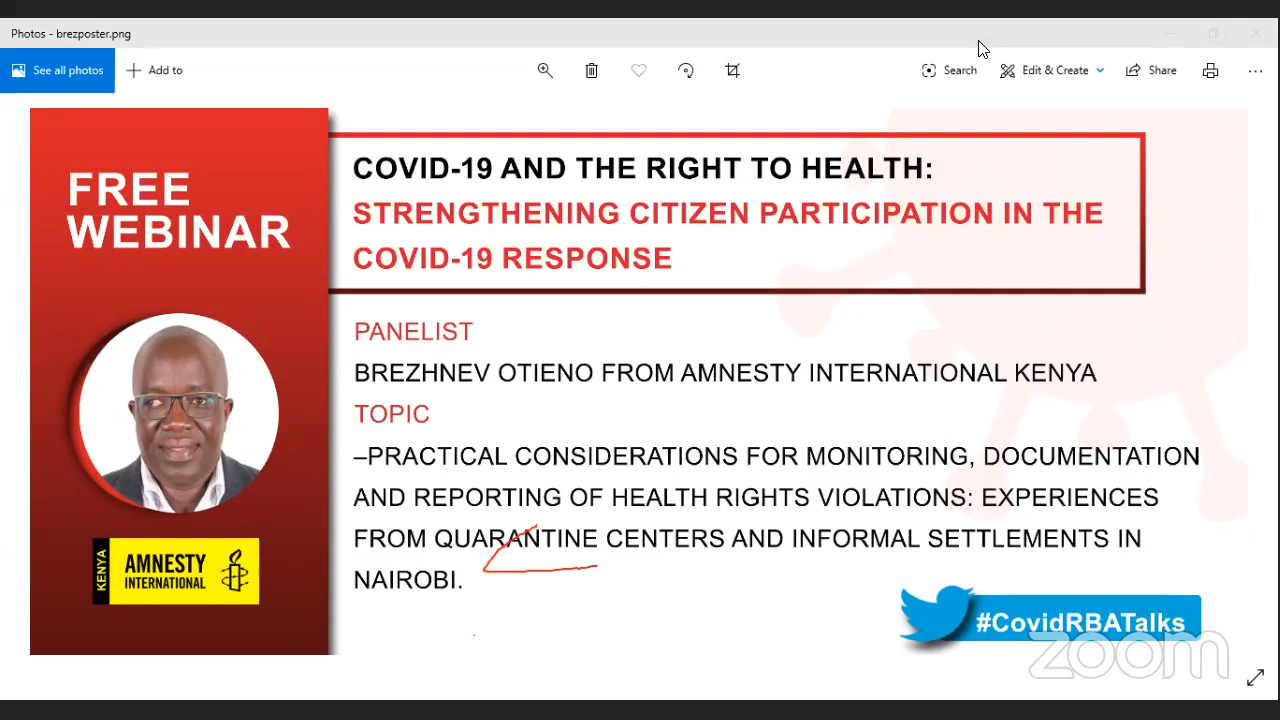 Photos - brezposter.png
See all photos
Add to
Search
Edit & Create
Share
FREE
WEBINAR
COVID-19 AND THE RIGHT TO HEALTH:
STRENGTHENING CITIZEN PARTICIPATION IN THE
COVID-19 RESPONSE
PANELIST
BREZHNEV OTIENO FROM AMNESTY INTERNATIONAL KENYA
TOPIC
–PRACTICAL CONSIDERATIONS FOR MONITORING, DOCUMENTATION
AND REPORTING OF HEALTH RIGHTS VIOLATIONS: EXPERIENCES
FROM QUARANTINE CENTERS AND INFORMAL SETTLEMENTS IN
NAIROBI.
KENYA
AMNESTY
INTERNATIONAL
#CovidRBATalks
zoom